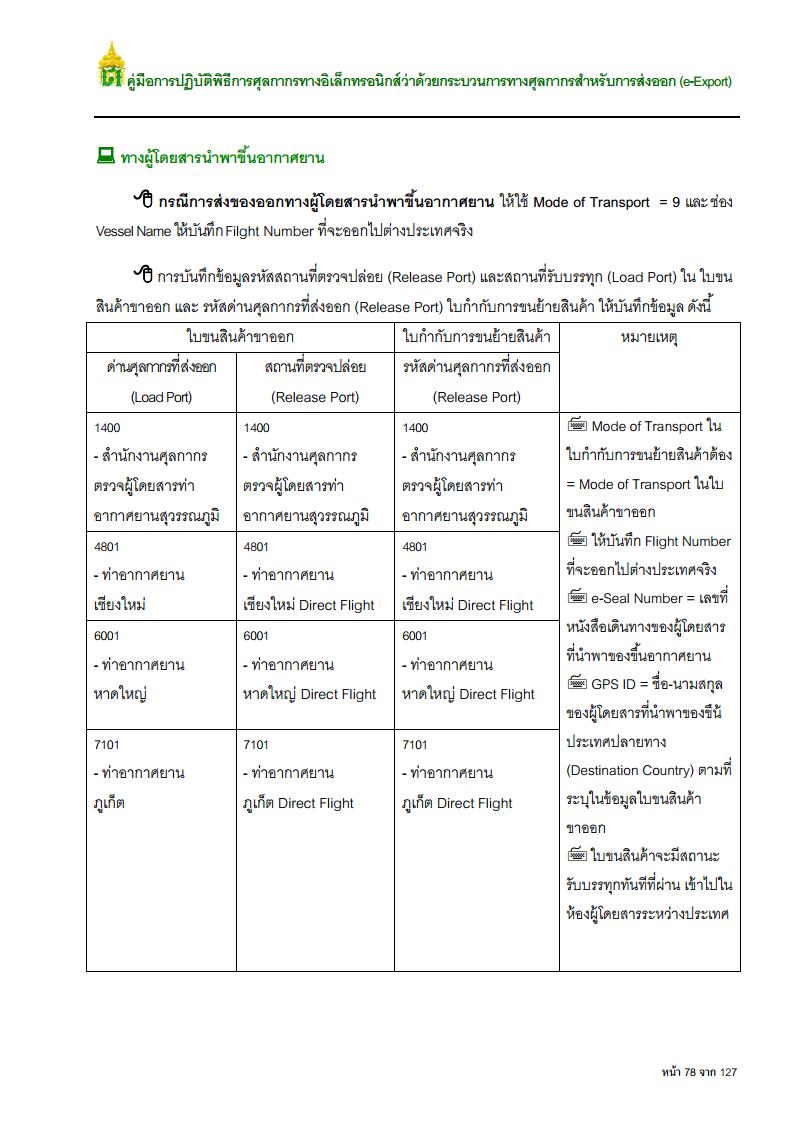 คู่มือการปฏิบัติพิธีการศุลกากรทางอิเล็กทรอนิกส์ว่าด้วยกระบวนการทางศุลกากรสำหรับการส่งออก (e-Export)
ทางผู้โดยสารนำพาขึ้นอากาศยาน
กรณีการส่งของออกทางผู้โดยสารนำพาขึ้นอากาศยาน ให้ใช้ Mode of Transport = 9 และช่อง
Vessel Name ให้บันทึก Filght Number ที่จะออกไปต่างประเทศจริง
การบันทึกข้อมูลรหัสสถานที่ตรวจปล่อย (Release Port) และสถานที่รับบรรทุก (Load Port) ใน ใบขน
สินค้าขาออก และ รหัสด่านศุลกากรที่ส่งออก (Release Port) ใบกำกับการขนย้ายสินค้า ให้บันทึกข้อมูล ดังนี้
ใบขนสินค้าขาออก
ใบกำกับการขนย้ายสินค้า
หมายเหตุ
ด่านศุลกากรที่ส่งออก
(Load Port)
สถานที่ตรวจปล่อย
(Release Port)
รหัสด่านศุลกากรที่ส่งออก
(Release Port)
1400
- สำนักงานศุลกากร
ตรวจผู้โดยสารท่า
อากาศยานสุวรรณภูมิ
1400
- สำนักงานศุลกากร
ตรวจผู้โดยสารท่า
อากาศยานสุวรรณภูมิ
1400
- สำนักงานศุลกากร
ตรวจผู้โดยสารท่า
อากาศยานสุวรรณภูมิ
4801
- ท่าอากาศยาน
เชียงใหม่
4801
- ท่าอากาศยาน
เชียงใหม่ Direct Flight
4801
- ท่าอากาศยาน
เชียงใหม่ Direct Flight
6001
- ท่าอากาศยาน
หาดใหญ่
6001
- ท่าอากาศยาน
หาดใหญ่ Direct Flight
6001
- ท่าอากาศยาน
หาดใหญ่ Direct Flight
7101
- ท่าอากาศยาน
ภูเก็ต
7101
- ท่าอากาศยาน
ภูเก็ต Direct Flight
7101
- ท่าอากาศยาน
ภูเก็ต Direct Flight
Mode of Transport ใน
ใบกำกับการขนย้ายสินค้าต้อง
= Mode of Transport ในใบ
ขนสินค้าขาออก
ให้บันทึก Flight Number
ที่จะออกไปต่างประเทศจริง
e-Seal Number = เลขที่
หนังสือเดินทางของผู้โดยสาร
ที่นำพาของขึ้นอากาศยาน
GPS ID = ชื่อ-นามสกุล
ของผู้โดยสารที่นำพาของขึน้
ประเทศปลายทาง
(Destination Country) ตามที่
ระบุในข้อมูลใบขนสินค้า
ขาออก
ใบขนสินค้าจะมีสถานะ
รับบรรทุกทันทีที่ผ่าน เข้าไปใน
ห้องผู้โดยสารระหว่างประเทศ
หน้า 78 จาก 127